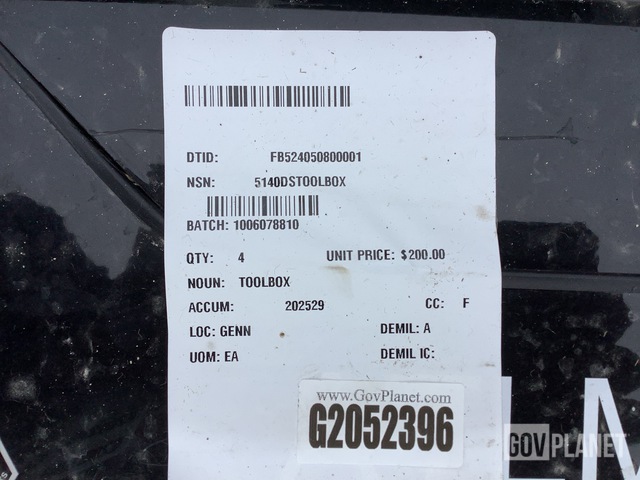 DTID: FB524050800001
NSN: 5140DSTOOLBOX
BATCH: 1006078810
QTY: 4 UNIT PRICE: $200.00
NOUN: TOOLBOX
ACCUM: 202529 CC: F
LOC: GENN DEMIL: A
UOM: EA DEMIL IC:
www.GovPlanet.com
G2052396
LM
GOVPLANET